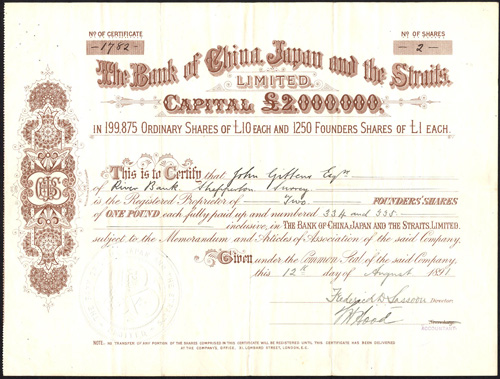 Nº OF CERTIFICATE
1782
Nº OF SHARES
2
The Bank of China, Japan and the Straits.
LIMITED.
CAPITAL £2,000,000.
IN 199,875 ORDINARY SHARES OF £10 EACH AND 1250 FOUNDERS SHARES OF £1 EACH.
This is to Certify that John Gittens Esqre
of River Bank Shepperton Surrey
is the Registered Proprietor of Two FOUNDERS' SHARES
OF ONE POUND each fully paid up and numbered 334 and 335
inclusive, in THE BANK OF CHINA, JAPAN AND THE STRAITS, LIMITED.
subject to the Memorandum and Articles of Association of the said Company.
Given under the Common Seal of the said Company,
this 12th day of August 1891
Frederick D Sassoon DIRECTOR
Hood
ACCOUNTANT
NOTE: NO TRANSFER OF ANY PORTION OF THE SHARES COMPRISED IN THIS CERTIFICATE WILL BE REGISTERED UNTIL THIS CERTIFICATE HAS BEEN DELIVERED
AT THE COMPANY'S OFFICE, 31 LOMBARD STREET, LONDON, E.C.